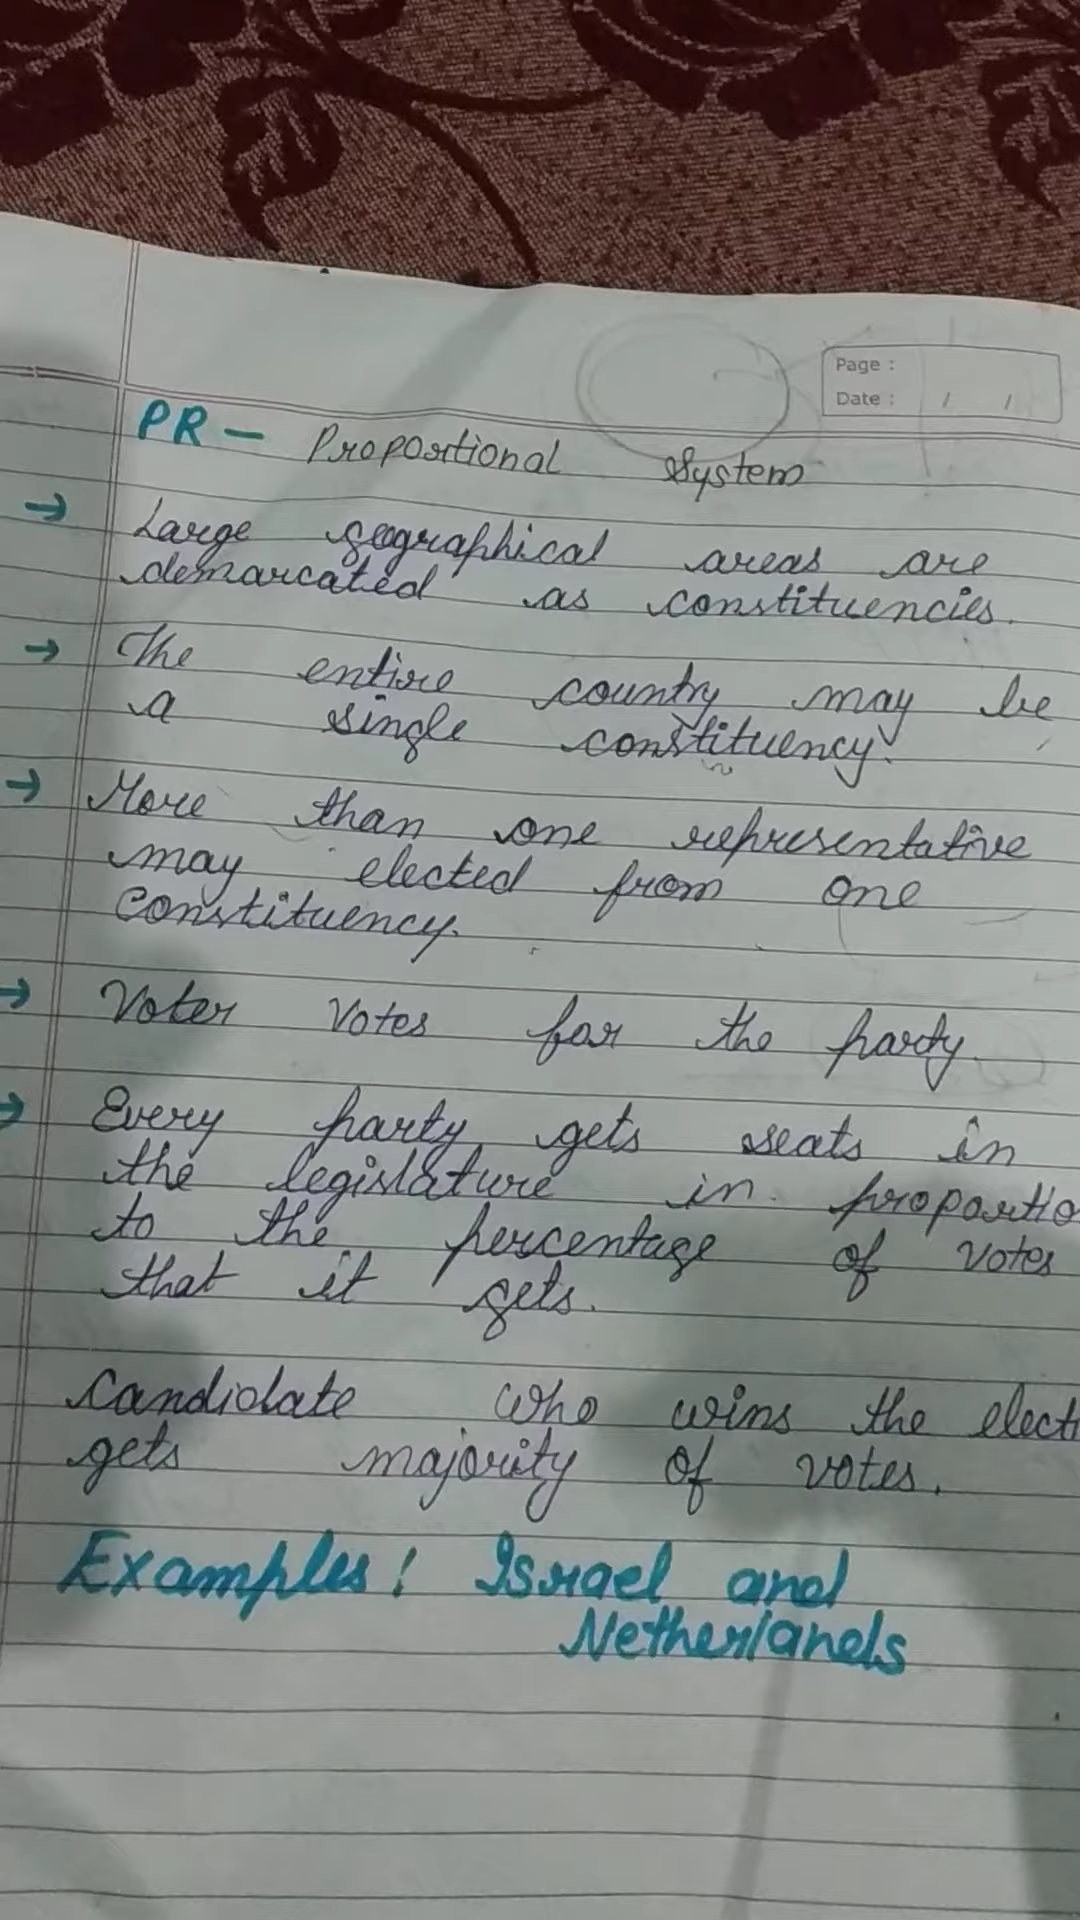 Page :
Date : / /
PR - Proportional System
→ Large geographical areas are
demarcated as constituencies.
→ The entire country may be
a single constituency.
→ More than one representative
may elected from one
constituency.
→ Voter votes for the party.
→ Every party gets seats in
the legislature in proportio
to the percentage of votes
that it gets.
Candidate who wins the elect
gets majority of votes.
Examples: Israel and
Netherlands